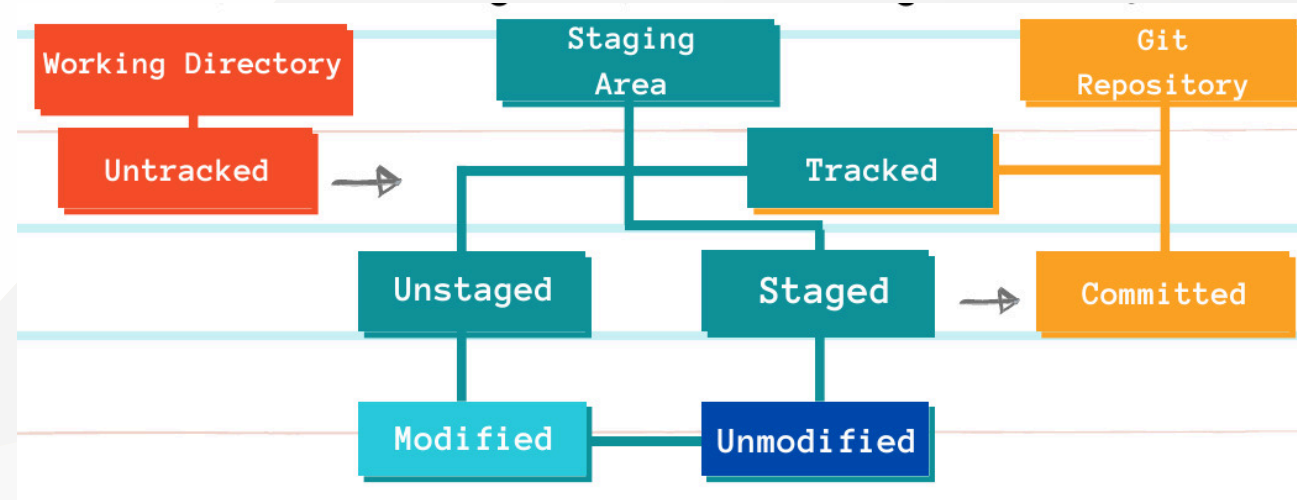 Working Directory
Staging
Area
Git
Repository
Untracked
Tracked
Unstaged
Staged
Committed
Modified
Unmodified